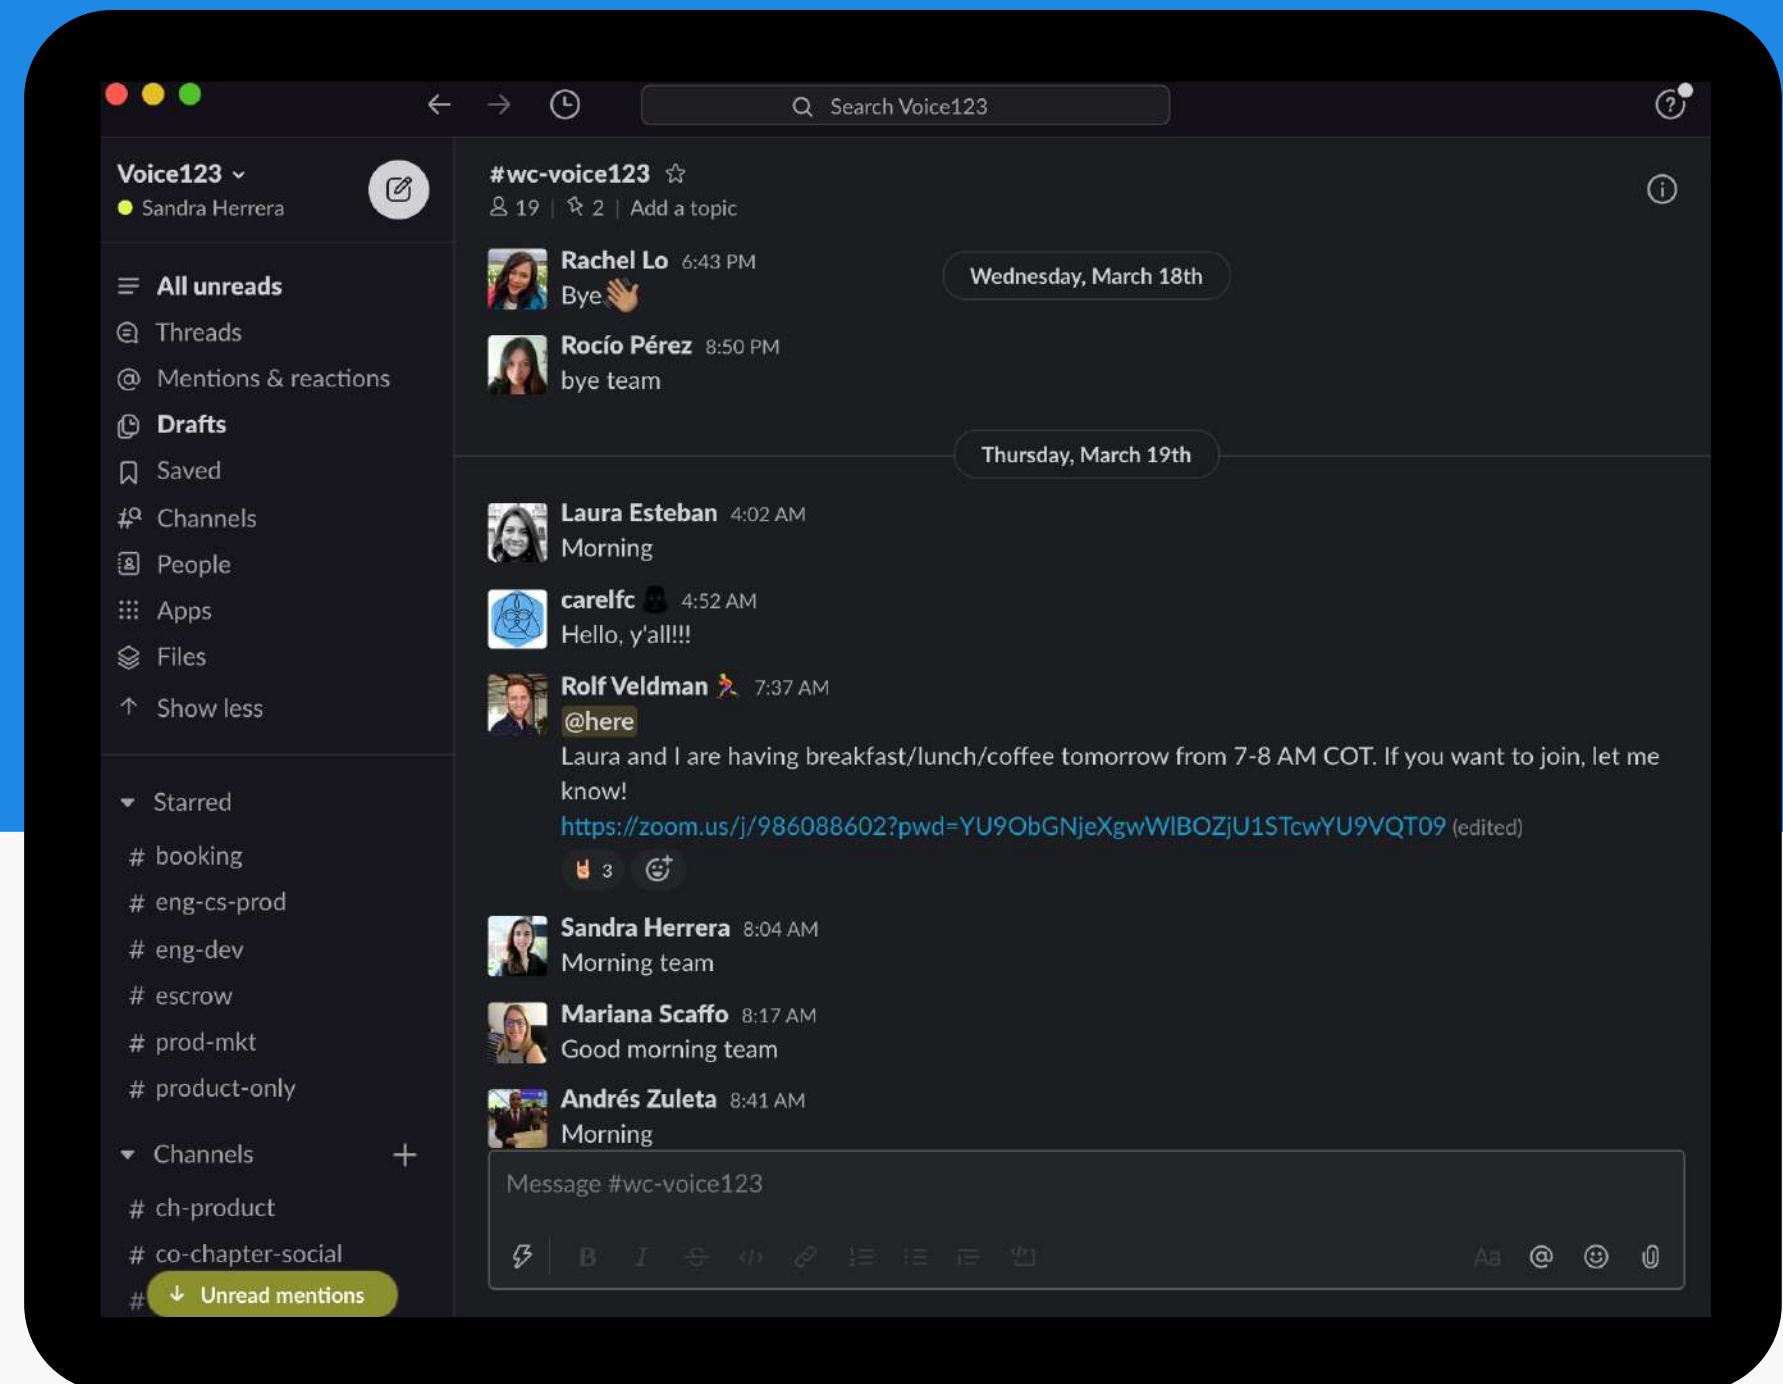 Search Voice123
Voice123
Sandra Herrera
All unreads
Threads
Mentions & reactions
Drafts
Saved
Channels
People
Apps
Files
Show less
Starred
# booking
# eng-cs-prod
# eng-dev
# escrow
# prod-mkt
# product-only
Channels
# ch-product
# co-chapter-social
#
Unread mentions
#wc-voice123
19 | 2 | Add a topic
Wednesday, March 18th
Rachel Lo 6:43 PM
Bye👋🏽
Rocío Pérez 8:50 PM
bye team
Thursday, March 19th
Laura Esteban 4:02 AM
Morning
carelfc 4:52 AM
Hello, y'all!!!
Rolf Veldman 7:37 AM
@here
Laura and I are having breakfast/lunch/coffee tomorrow from 7-8 AM COT. If you want to join, let me
know!
https://zoom.us/j/986088602?pwd=YU9ObGNjeXgwWlBOZjU1STcwYU9VQT09 (edited)
3
Sandra Herrera 8:04 AM
Morning team
Mariana Scaffo 8:17 AM
Good morning team
Andrés Zuleta 8:41 AM
Morning
Message #wc-voice123
B I S Aa @